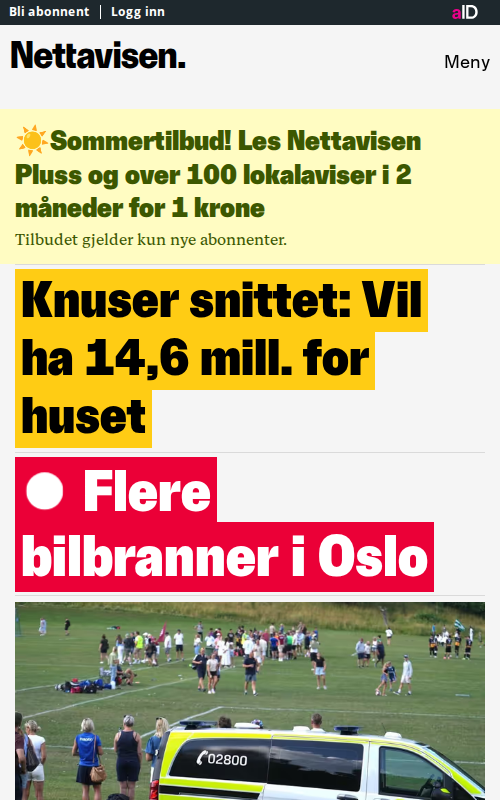 Bli abonnent
Logg inn
aID
Nettavisen.
Meny
☀️Sommertilbud! Les Nettavisen
Pluss og over 100 lokalaviser i 2
måneder for 1 krone
Tilbudet gjelder kun nye abonnenter.
Knuser snittet: Vil
ha 14,6 mill. for
huset
Flere
bilbranner i Oslo
02800